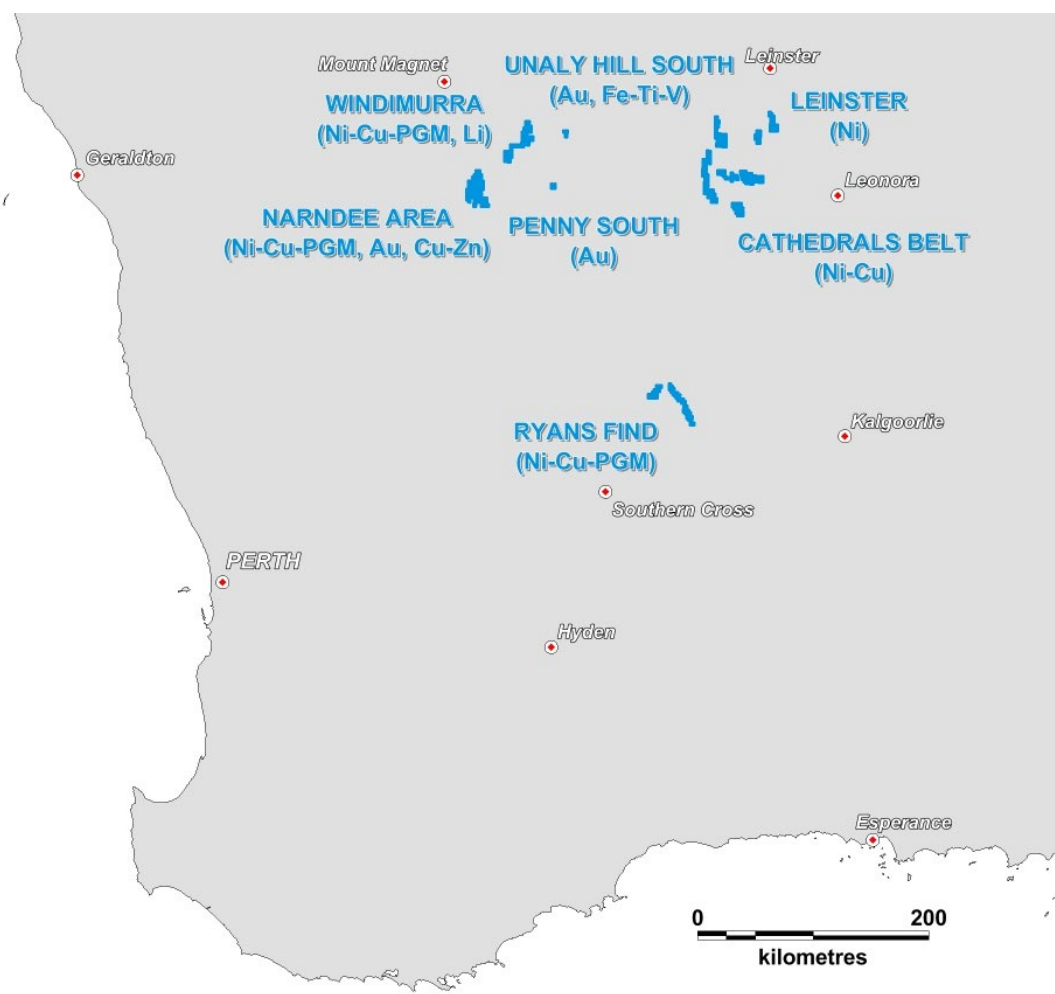 Mount Magnet
UNALY HILL SOUTH
(Au, Fe-Ti-V)
Leinster
WINDIMURRA
(Ni-Cu-PGM, Li)
LEINSTER
(Ni)
Geraldton
Leonora
NARNDEE AREA
(Ni-Cu-PGM, Au, Cu-Zn)
PENNY SOUTH
(Au)
CATHEDRALS BELT
(Ni-Cu)
RYANS FIND
(Ni-Cu-PGM)
Kalgoorlie
Southern Cross
PERTH
Hyden
Esperance
0 200
kilometres